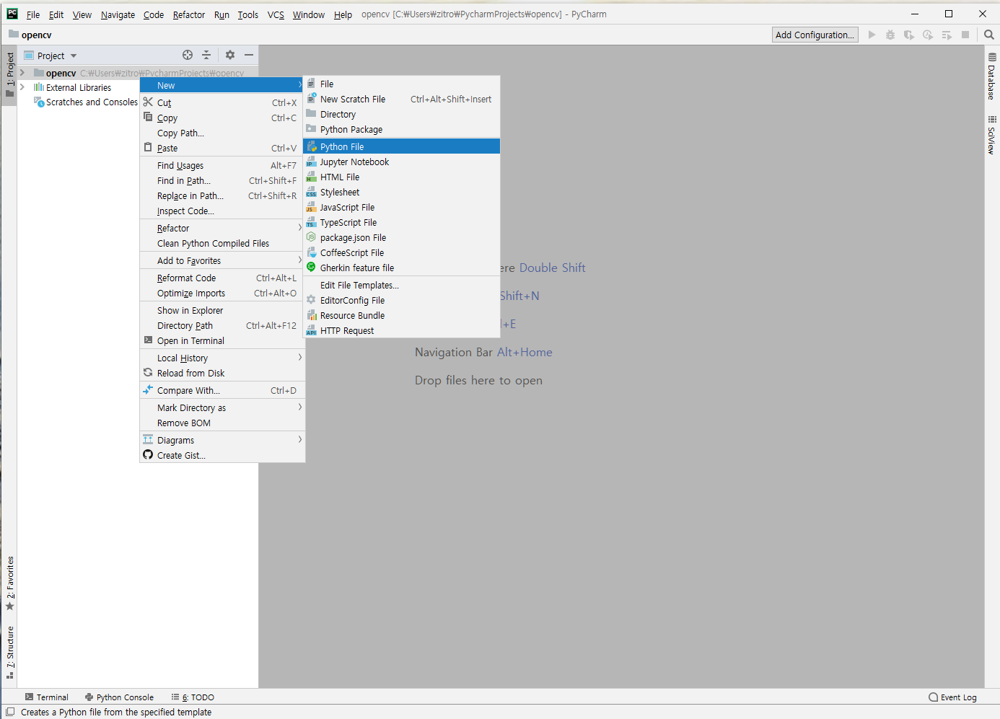 PC File Edit View Navigate Code Refactor Run Tools VCS Window Help opencv [C:₩Users₩zitro₩PycharmProjects₩opencv] - PyCharm
opencv Add Configuration...
1: Project
Project
opencv C:₩Users₩zitro₩PycharmProjects₩opencv
External Libraries
Scratches and Consoles
New
Cut Ctrl+X
Copy Ctrl+C
Copy Path...
Paste Ctrl+V
Find Usages Alt+F7
Find in Path... Ctrl+Shift+F
Replace in Path... Ctrl+Shift+R
Inspect Code...
Refactor
Clean Python Compiled Files
Add to Favorites
Reformat Code Ctrl+Alt+L
Optimize Imports Ctrl+Alt+O
Show in Explorer
Directory Path Ctrl+Alt+F12
Open in Terminal
Local History
Reload from Disk
Compare With... Ctrl+D
Mark Directory as
Remove BOM
Diagrams
Create Gist...
File
New Scratch File Ctrl+Alt+Shift+Insert
Directory
Python Package
Python File
IP Jupyter Notebook
H HTML File
CSS Stylesheet
JS JavaScript File
TS TypeScript File
JS package.json File
CoffeeScript File
Gherkin feature file
Edit File Templates...
EditorConfig File
Resource Bundle
API HTTP Request
ere Double Shift
Shift+N
l+E
Navigation Bar Alt+Home
Drop files here to open
Database
SciView
2: Favorites
7: Structure
Terminal Python Console 6: TODO Event Log
Creates a Python file from the specified template